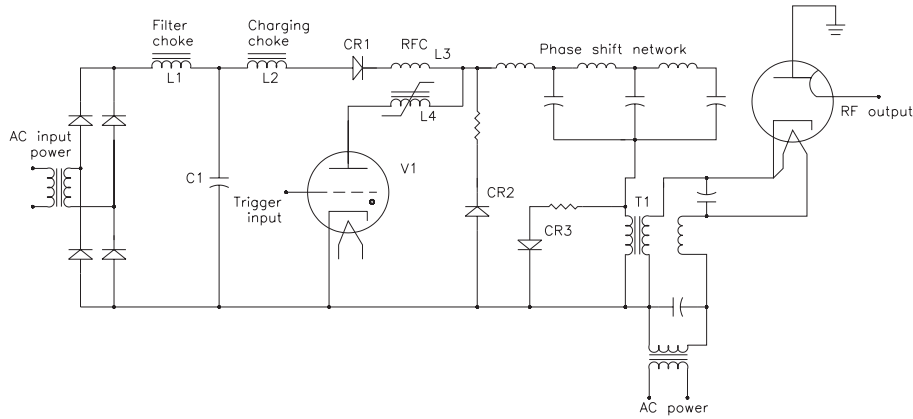 Filter
choke
L1
Charging
choke
L2
CR1
RFC
L3
Phase shift network
L4
RF output
AC input
power
C1
V1
Trigger
input
CR2
CR3
T1
AC power